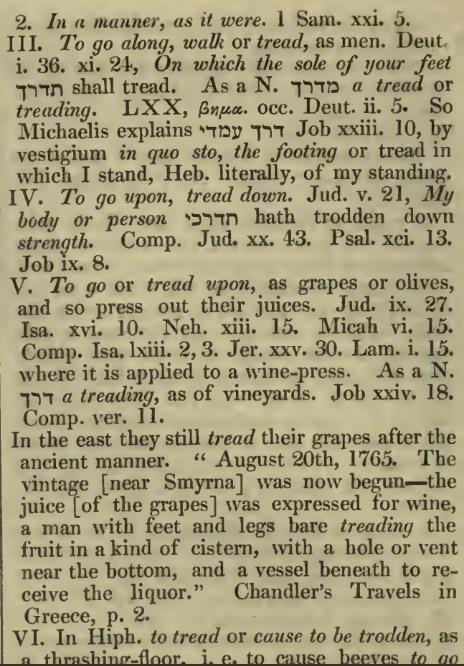 2. In a manner, as it were. 1 Sam. xxi. 5.
III. To go along, walk or tread, as men. Deut.
i. 36. xi. 24, On which the sole of your feet
תדרך shall tread. As a N. מדרך a tread or
treading. LXX, βημα. occ. Deut. ii. 5. So
Michaelis explains דרך עמדי Job xxiii. 10, by
vestigium in quo sto, the footing or tread in
which I stand, Heb. literally, of my standing.
IV. To go upon, tread down. Jud. v. 21, My
body or person תדרכי hath trodden down
strength. Comp. Jud. xx. 43. Psal. xci. 13.
Job ix. 8.
V. To go or tread upon, as grapes or olives,
and so press out their juices. Jud. ix. 27.
Isa. xvi. 10. Neh. xiii. 15. Micah vi. 15.
Comp. Isa. lxiii. 2, 3. Jer. xxv. 30. Lam. i. 15.
where it is applied to a wine-press. As a N.
דרך a treading, as of vineyards. Job xxiv. 18.
Comp. ver. 11.
In the east they still tread their grapes after the
ancient manner. “ August 20th, 1765. The
vintage [near Smyrna] was now begun—the
juice [of the grapes] was expressed for wine,
a man with feet and legs bare treading the
fruit in a kind of cistern, with a hole or vent
near the bottom, and a vessel beneath to re-
ceive the liquor.” Chandler's Travels in
Greece, p. 2.
VI. In Hiph. to tread or cause to be trodden, as
a thrashing-floor, i. e. to cause beeves to go